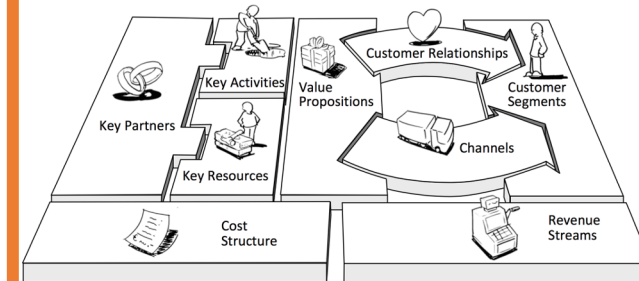 Key Partners
Key Activities
Key Resources
Value
Propositions
Customer Relationships
Channels
Customer
Segments
Cost
Structure
Revenue
Streams